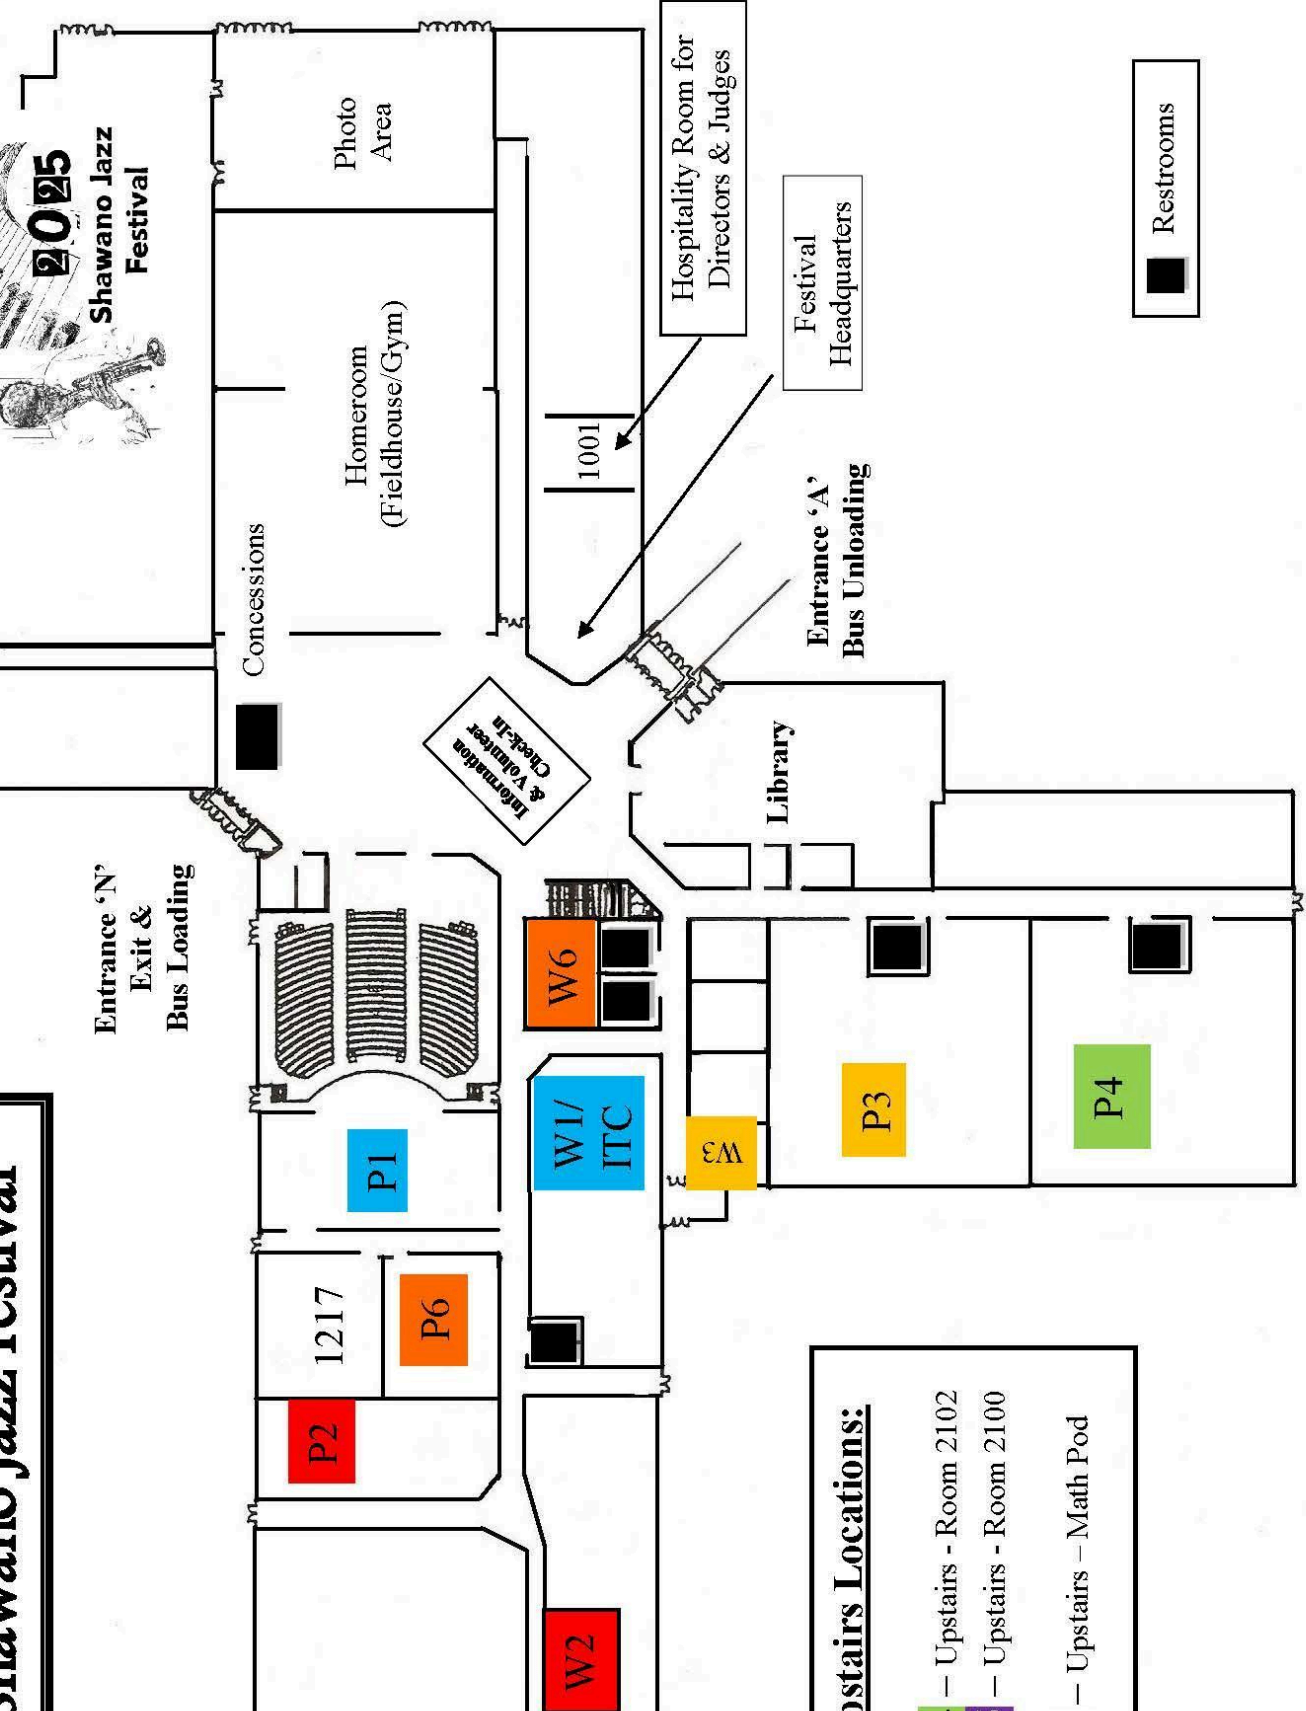 2025
Shawano Jazz
Festival
Photo
Area
Hospitality Room for
Directors & Judges
Festival
Headquarters
Restrooms
Homeroom
(Fieldhouse/Gym)
1001
Concessions
Entrance ‘A’
Bus Unloading
Information
& Volunteer
Check-In
Library
Entrance ‘N’
Exit &
Bus Loading
W6
P1
W1/
ITC
W3
P3
P4
1217
P6
P2
W2
Jazz Festival
Locations:
– Upstairs - Room 2102
– Upstairs - Room 2100
– Upstairs – Math Pod